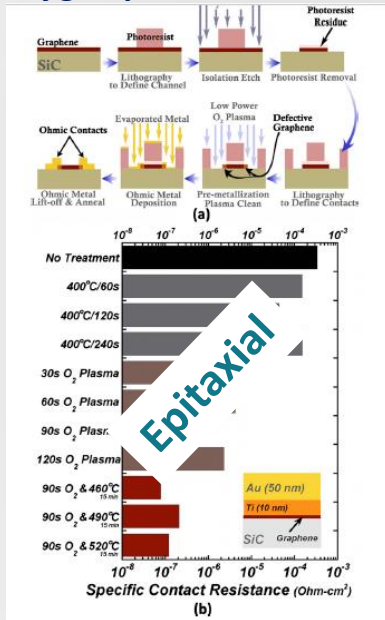 Graphene
Photoresist
Photoresist
Residue
SiC
Lithography
to Define Channel
Isolation Etch
Photoresist Removal
Ohmic Contacts
Evaporated Metal
Low Power
O₂ Plasma
Defective
Graphene
Ohmic Metal
Lift-off & Anneal
Ohmic Metal
Deposition
Pre-metallization
Plasma Clean
Lithography
to Define Contacts
(a)
10⁻⁸ 10⁻⁷ 10⁻⁶ 10⁻⁵ 10⁻⁴ 10⁻³
No Treatment
400°C/60s
400°C/120s
400°C/240s
30s O₂ Plasma
60s O₂ Plasma
90s O₂
120s O₂ Plasma
90s O₂ & 460°C
15 min
90s O₂ & 490°C
15 min
90s O₂ & 520°C
15 min
Epitaxial
Au (50 nm)
Ti (10 nm)
SiC
Graphene
10⁻⁸ 10⁻⁷ 10⁻⁶ 10⁻⁵ 10⁻⁴ 10⁻³
Specific Contact Resistance (Ohm-cm²)
(b)